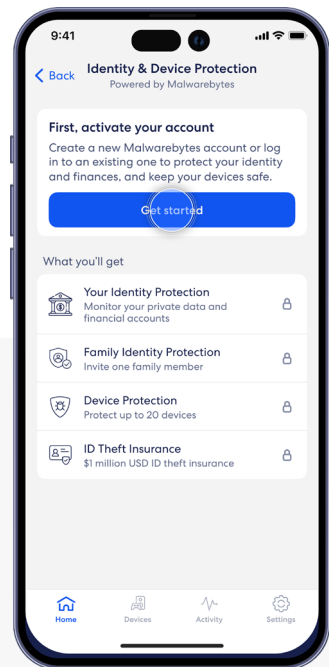 9:41
Back
Identity & Device Protection
Powered by Malwarebytes
First, activate your account
Create a new Malwarebytes account or log
in to an existing one to protect your identity
and finances, and keep your devices safe.
Get started
What you'll get
Your Identity Protection
Monitor your private data and
financial accounts
Family Identity Protection
Invite one family member
Device Protection
Protect up to 20 devices
ID Theft Insurance
$1 million USD ID theft insurance
Home
Devices
Activity
Settings